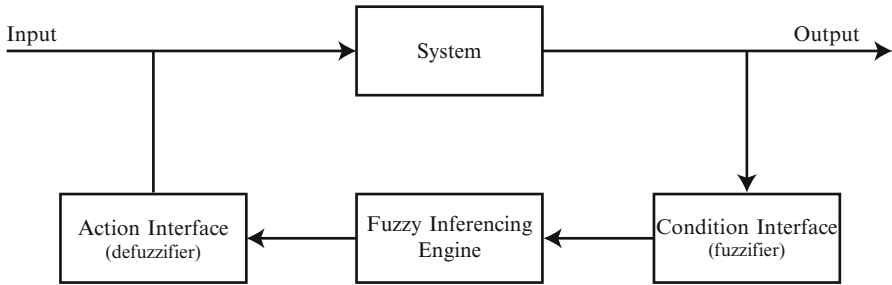 Input
System
Output
Action Interface
(defuzzifier)
Fuzzy Inferencing
Engine
Condition Interface
(fuzzifier)